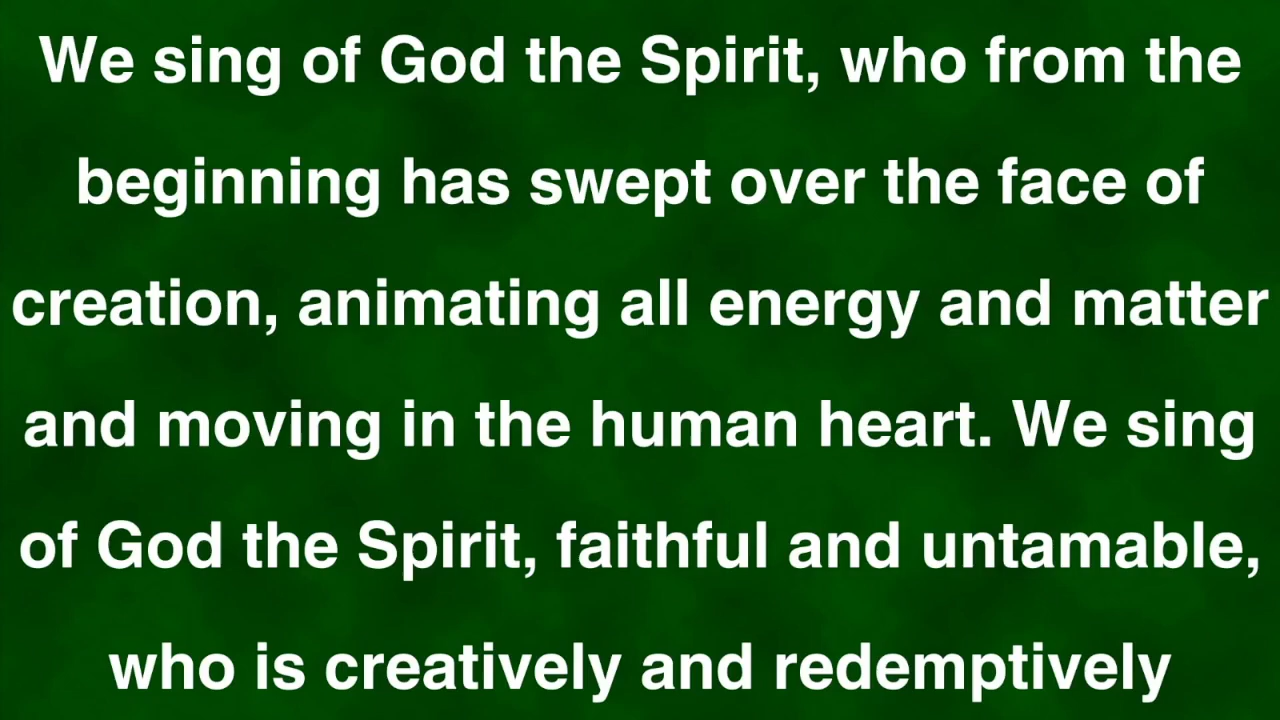 We sing of God the Spirit, who from the
beginning has swept over the face of
creation, animating all energy and matter
and moving in the human heart. We sing
of God the Spirit, faithful and untamable,
who is creatively and redemptively